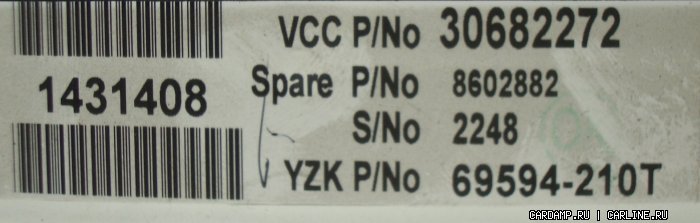 1431408
VCC P/No 30682272
Spare P/No 8602882
S/No 2248
YZK P/No 69594-210T
CARDAMP.RU | CARLINE.RU